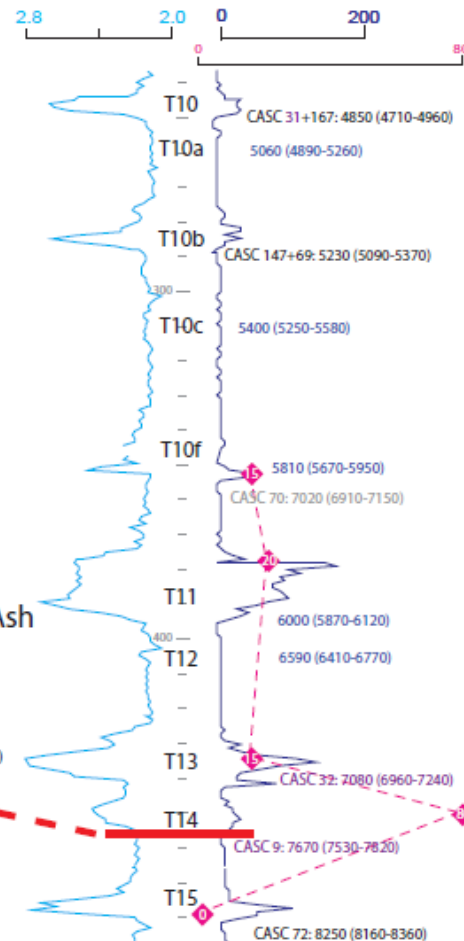 2.8 2.0 0 200
0 80
T10
CASC 31+167: 4850 (4710-4960)
T10a 5060 (4890-5260)
T10b
CASC 147+69: 5230 (5090-5370)
300
T10c 5400 (5250-5580)
T10f
15 5810 (5670-5950)
CASC 70: 7020 (6910-7150)
20
T11
Ash
6000 (5870-6120)
400
T12 6590 (6410-6770)
)
T13 15
CASC 32: 7080 (6960-7240)
T14 8
CASC 9: 7670 (7530-7820)
T15
0
CASC 72: 8250 (8160-8360)